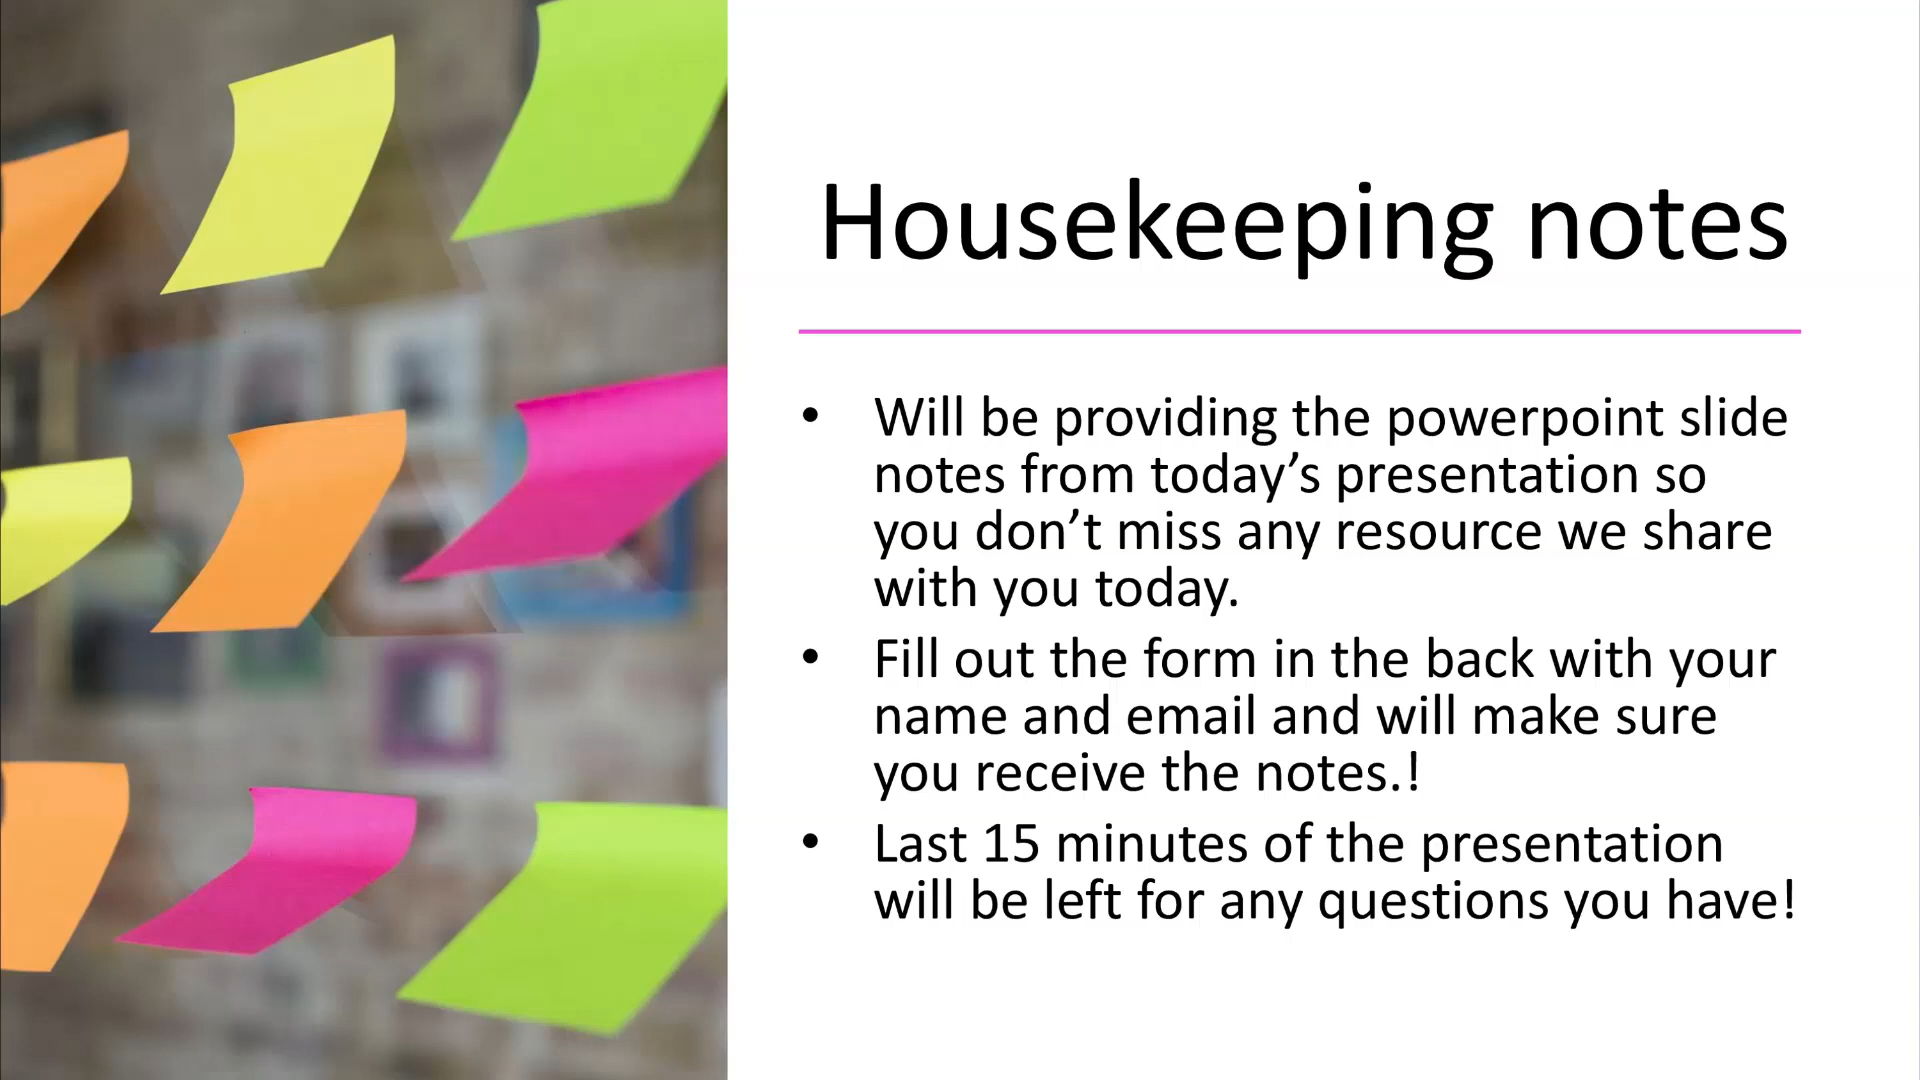 Housekeeping notes
• Will be providing the powerpoint slide
notes from today’s presentation so
you don’t miss any resource we share
with you today.
• Fill out the form in the back with your
name and email and will make sure
you receive the notes.!
• Last 15 minutes of the presentation
will be left for any questions you have!